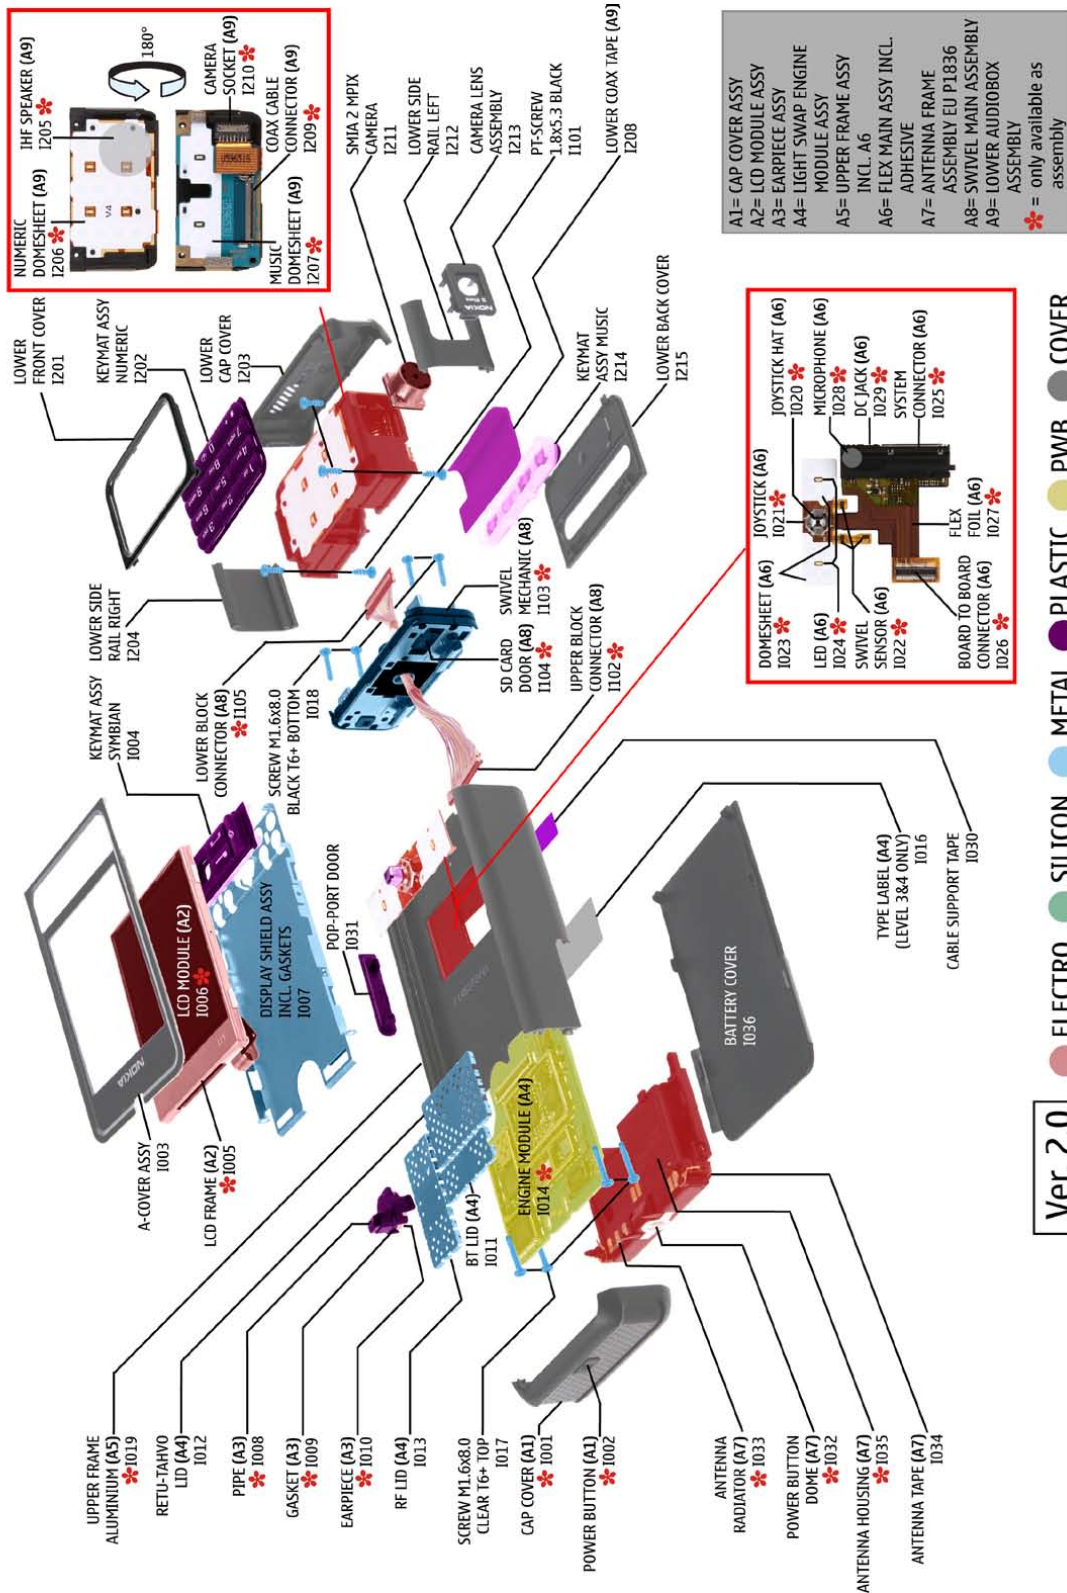 LOWER
FRONT COVER
I201
KEYMAT ASSY
NUMERIC
I202
LOWER
CAP COVER
I203
NUMERIC
DOMESHEET (A9)
I206
IHF SPEAKER (A9)
I205
180°
MUSIC
DOMESHEET (A9)
I207
CAMERA
SOCKET (A9)
I210
COAX CABLE
CONNECTOR (A9)
I209
SMIA 2 MPIX
CAMERA
I211
LOWER SIDE
RAIL LEFT
I212
CAMERA LENS
ASSEMBLY
I213
PT-SCREW
1.8x5.3 BLACK
I101
LOWER COAX TAPE (A9)
I208
NOKIA
KEYMAT
ASSY MUSIC
I214
LOWER BACK COVER
I215
LOWER SIDE
RAIL RIGHT
I204
KEYMAT ASSY
SYMBIAN
I004
LOWER BLOCK
CONNECTOR (A8)
I105
SCREW M1.6x8.0
BLACK T6+ BOTTOM
I018
SWIVEL
MECHANIC (A8)
I103
SD CARD
DOOR (A8)
I104
UPPER BLOCK
CONNECTOR (A8)
I102
NOKIA
A-COVER ASSY
I003
LCD MODULE (A2)
I006
LCD FRAME (A2)
I005
DISPLAY SHIELD ASSY
INCL. GASKETS
I007
POP-PORT DOOR
I031
UPPER FRAME
ALUMINIUM (A5)
I019
RETU-TAHVO
LID (A4)
I012
PIPE (A3)
I008
GASKET (A3)
I009
EARPIECE (A3)
I010
RF LID (A4)
I013
BT LID (A4)
I011
ENGINE MODULE (A4)
I014
SCREW M1.6x8.0
CLEAR T6+ TOP
I017
CAP COVER (A1)
I001
POWER BUTTON (A1)
I002
ANTENNA
RADIATOR (A7)
I033
POWER BUTTON
DOME (A7)
I032
ANTENNA HOUSING (A7)
I035
ANTENNA TAPE (A7)
I034
BATTERY COVER
I036
TYPE LABEL (A4)
(LEVEL 3&4 ONLY)
I016
CABLE SUPPORT TAPE
I030
DOMESHEET (A6)
I023
JOYSTICK (A6)
I021
JOYSTICK HAT (A6)
I020
LED (A6)
I024
MICROPHONE (A6)
I028
SWIVEL
SENSOR (A6)
I022
DC JACK (A6)
I029
SYSTEM
CONNECTOR (A6)
I025
BOARD TO BOARD
CONNECTOR (A6)
I026
FLEX
FOIL (A6)
I027
A1= CAP COVER ASSY
A2= LCD MODULE ASSY
A3= EARPIECE ASSY
A4= LIGHT SWAP ENGINE
MODULE ASSY
A5= UPPER FRAME ASSY
INCL. A6
A6= FLEX MAIN ASSY INCL.
ADHESIVE
A7= ANTENNA FRAME
ASSEMBLY EU P1836
A8= SWIVEL MAIN ASSEMBLY
A9= LOWER AUDIOBOX
ASSEMBLY
= only available as
assembly
Ver. 2.0
ELECTRO SILICON METAL PLASTIC PWB COVER